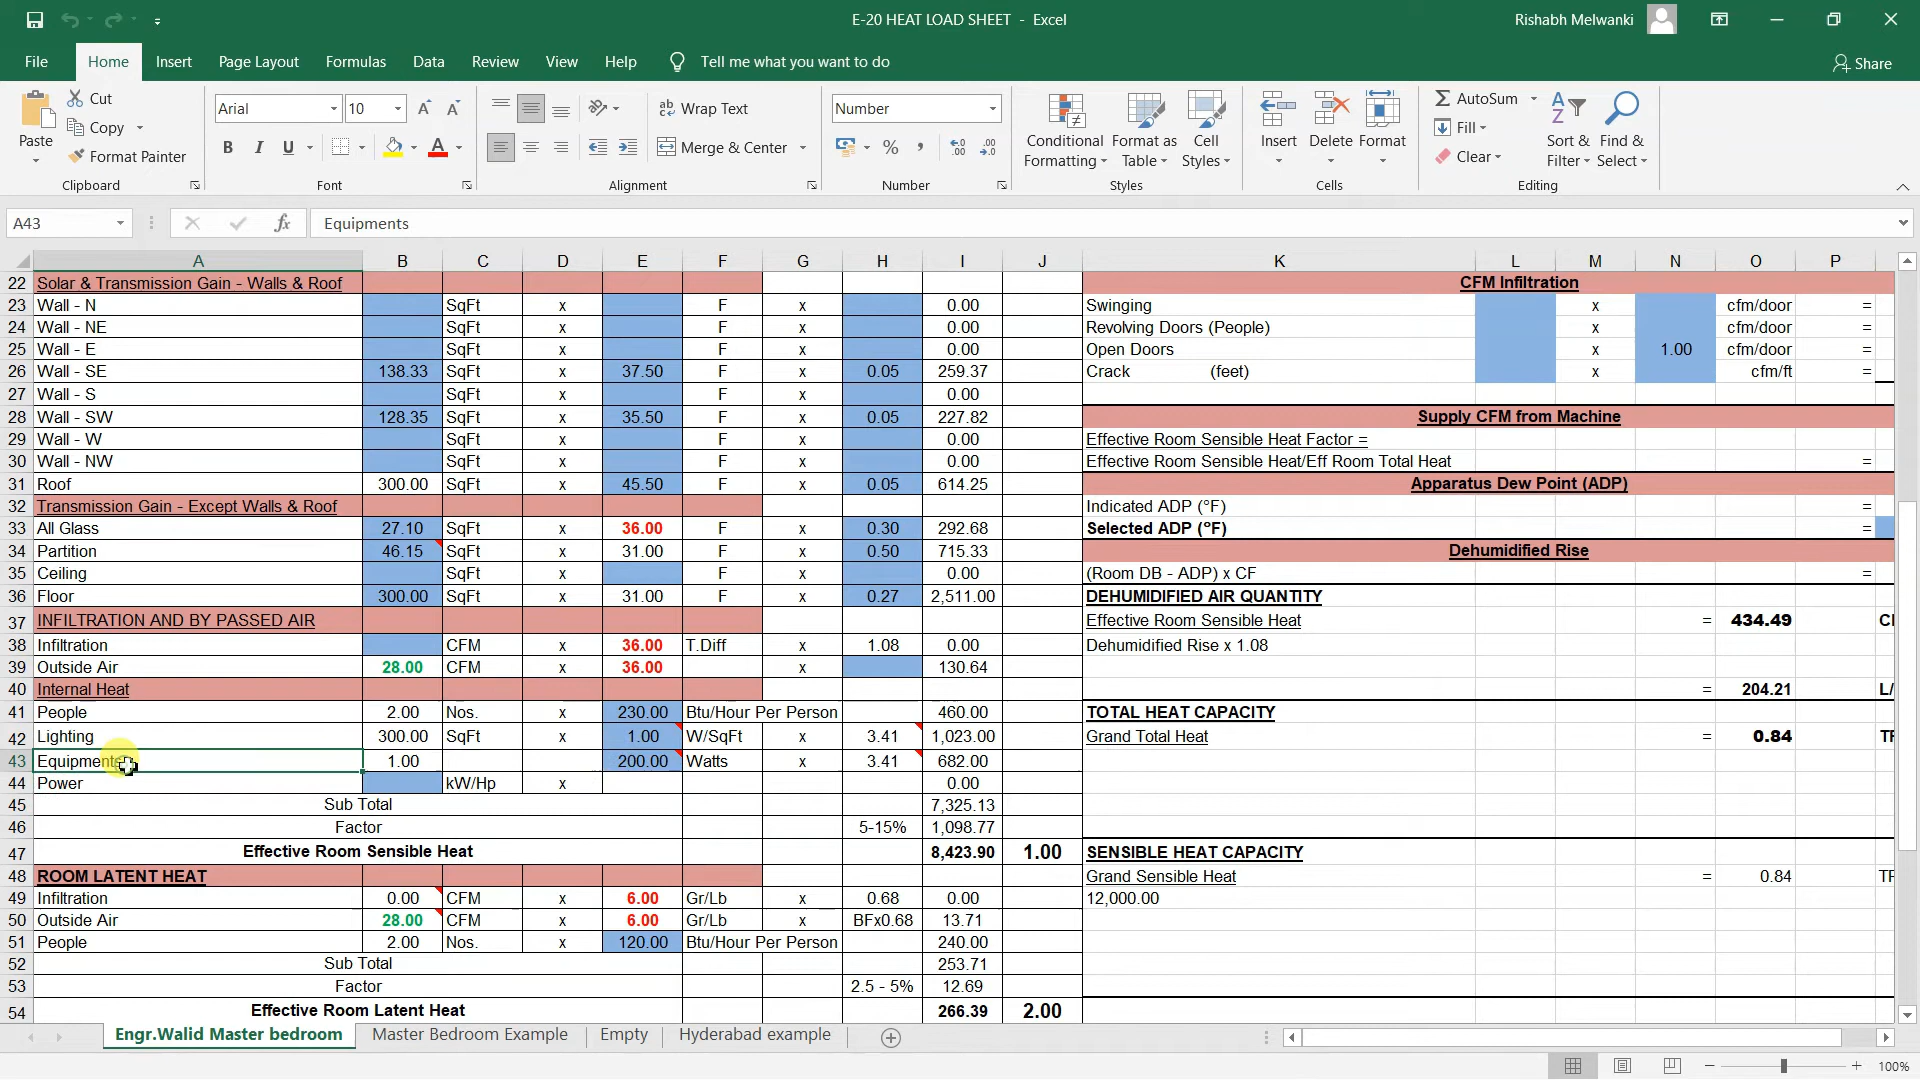 E-20 HEAT LOAD SHEET - Excel
Rishabh Melwanki
File Home Insert Page Layout Formulas Data Review View Help Tell me what you want to do Share
Paste Cut Copy Format Painter Clipboard
Arial 10 B I U Font
Wrap Text Merge & Center Alignment
Number % Number
Conditional Formatting Format as Table Cell Styles Styles
Insert Delete Format Cells
AutoSum Fill Clear Sort & Filter Find & Select Editing
A43 fx Equipments
A B C D E F G H I J K L M N O P
22 Solar & Transmission Gain - Walls & Roof CFM Infiltration
23 Wall - N SqFt x F x 0.00 Swinging x cfm/door =
24 Wall - NE SqFt x F x 0.00 Revolving Doors (People) x cfm/door =
25 Wall - E SqFt x F x 0.00 Open Doors x 1.00 cfm/door =
26 Wall - SE 138.33 SqFt x 37.50 F x 0.05 259.37 Crack (feet) x cfm/ft =
27 Wall - S SqFt x F x 0.00
28 Wall - SW 128.35 SqFt x 35.50 F x 0.05 227.82 Supply CFM from Machine
29 Wall - W SqFt x F x 0.00 Effective Room Sensible Heat Factor =
30 Wall - NW SqFt x F x 0.00 Effective Room Sensible Heat/Eff Room Total Heat =
31 Roof 300.00 SqFt x 45.50 F x 0.05 614.25 Apparatus Dew Point (ADP)
32 Transmission Gain - Except Walls & Roof Indicated ADP (°F) =
33 All Glass 27.10 SqFt x 36.00 F x 0.30 292.68 Selected ADP (°F) =
34 Partition 46.15 SqFt x 31.00 F x 0.50 715.33 Dehumidified Rise
35 Ceiling SqFt x F x 0.00 (Room DB - ADP) x CF =
36 Floor 300.00 SqFt x 31.00 F x 0.27 2,511.00 DEHUMIDIFIED AIR QUANTITY
37 INFILTRATION AND BY PASSED AIR Effective Room Sensible Heat = 434.49
38 Infiltration CFM x 36.00 T.Diff x 1.08 0.00 Dehumidified Rise x 1.08
39 Outside Air 28.00 CFM x 36.00 x 130.64
40 Internal Heat = 204.21 L/
41 People 2.00 Nos. x 230.00 Btu/Hour Per Person 460.00 TOTAL HEAT CAPACITY
42 Lighting 300.00 SqFt x 1.00 W/SqFt x 3.41 1,023.00 Grand Total Heat = 0.84
43 Equipments 1.00 200.00 Watts x 3.41 682.00
44 Power kW/Hp x 0.00
45 Sub Total 7,325.13
46 Factor 5-15% 1,098.77
47 Effective Room Sensible Heat 8,423.90 1.00 SENSIBLE HEAT CAPACITY
48 ROOM LATENT HEAT Grand Sensible Heat = 0.84
49 Infiltration 0.00 CFM x 6.00 Gr/Lb x 0.68 0.00 12,000.00
50 Outside Air 28.00 CFM x 6.00 Gr/Lb x BFx0.68 13.71
51 People 2.00 Nos. x 120.00 Btu/Hour Per Person 240.00
52 Sub Total 253.71
53 Factor 2.5 - 5% 12.69
54 Effective Room Latent Heat 266.39 2.00
Engr.Walid Master bedroom Master Bedroom Example Empty Hyderabad example
100%